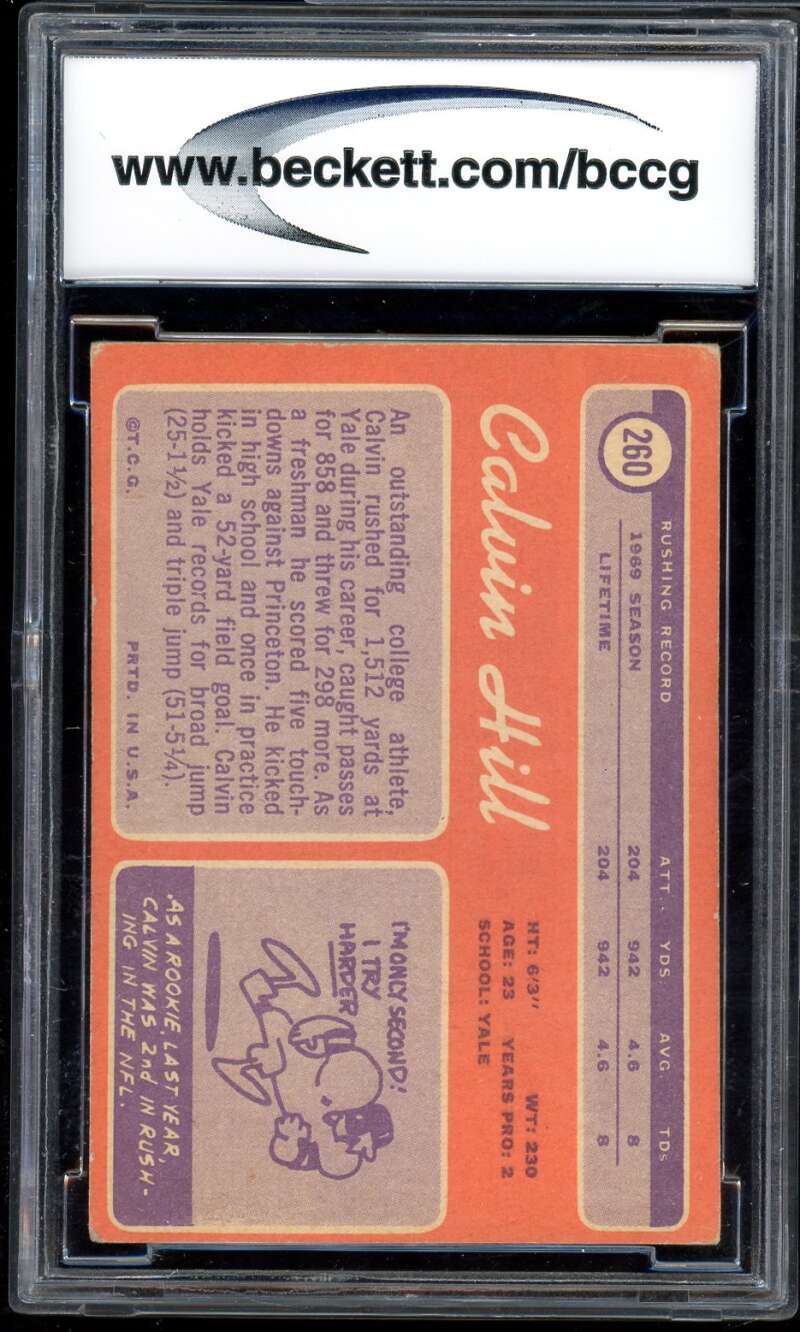 www.beckett.com/bccg
260
RUSHING RECORD ATT. YDS. AVG. TDs
1969 SEASON 204 942 4.6 8
LIFETIME 204 942 4.6 8
Calvin Hill
HT: 6'3" WT: 230
AGE: 23 YEARS PRO: 2
SCHOOL: YALE
An outstanding college athlete,
Calvin rushed for 1,512 yards at
Yale during his career, caught passes
for 858 and threw for 298 more. As
a freshman he scored five touch-
downs against Princeton. He kicked
in high school and once in practice
kicked a 52-yard field goal. Calvin
holds Yale records for broad jump
(25-1½) and triple jump (51-5¼).
©T.C.G. PRTD. IN U.S.A.
I'M ONLY SECOND!
I TRY
HARDER
AS A ROOKIE, LAST YEAR,
CALVIN WAS 2nd IN RUSH-
ING IN THE NFL.